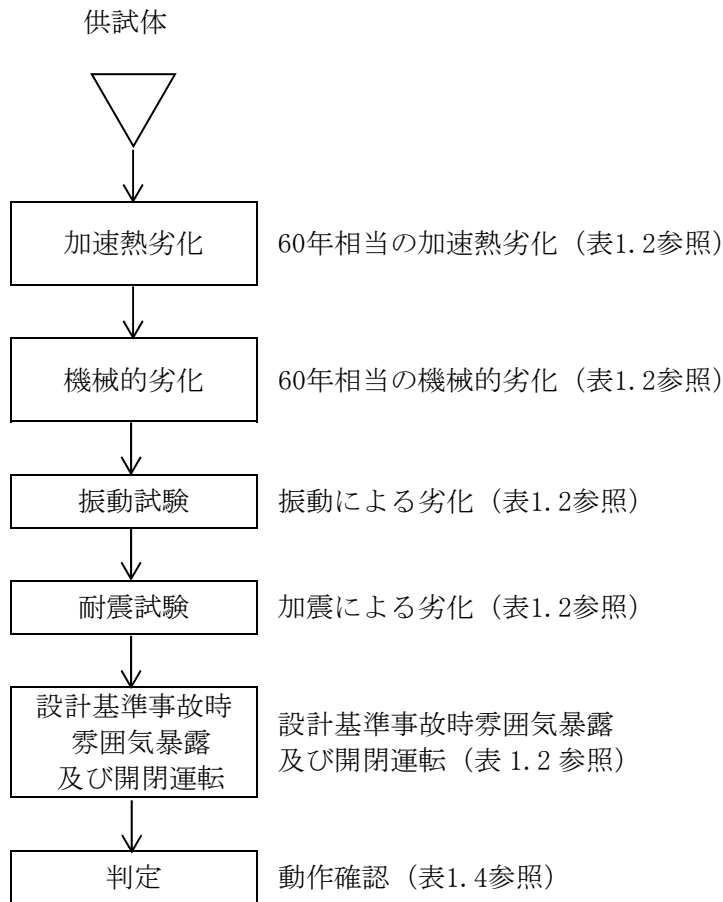 供試体
加速熱劣化
60年相当の加速熱劣化（表1.2参照）
機械的劣化
60年相当の機械的劣化（表1.2参照）
振動試験
振動による劣化（表1.2参照）
耐震試験
加震による劣化（表1.2参照）
設計基準事故時
雰囲気暴露
及び開閉運転
設計基準事故時雰囲気暴露
及び開閉運転（表 1.2 参照）
判定
動作確認（表1.4参照）